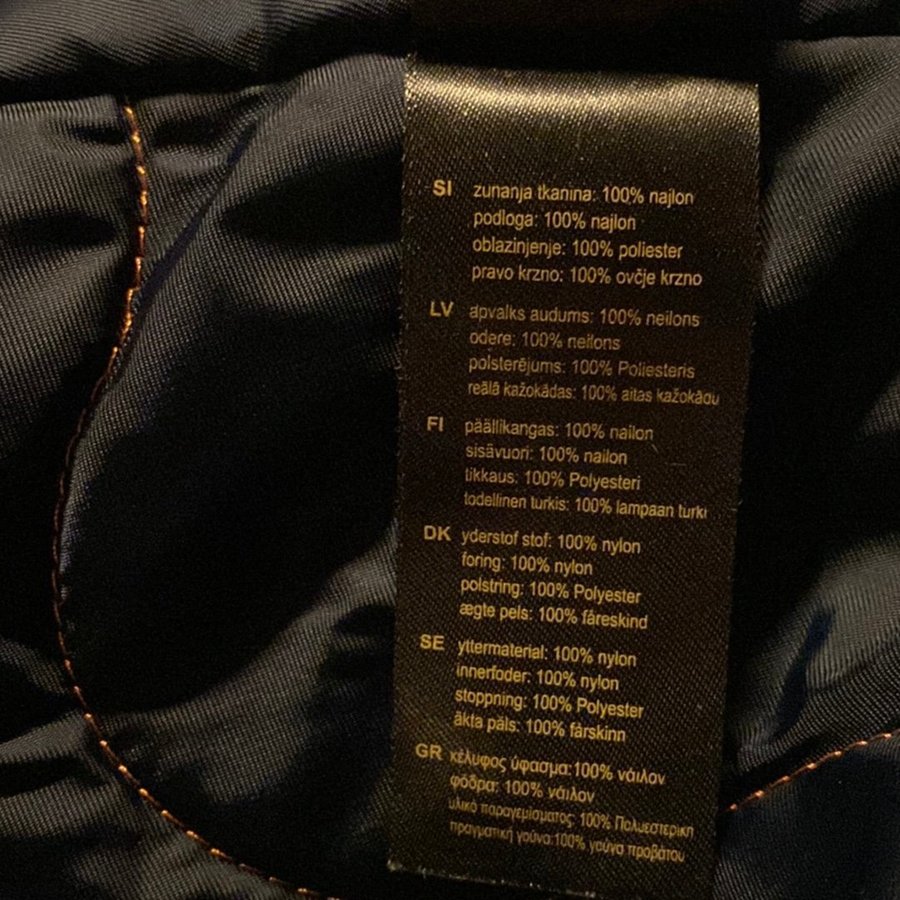 SI zunanja tkanina: 100% najlon
podloga: 100% najlon
oblazinjenje: 100% poliester
pravo krzno: 100% ovčje krzno
LV apvalks audums: 100% neilons
odere: 100% neilons
polsterējums: 100% Poliesteris
reālā kažokādas: 100% aitas kažokādu
FI päällikangas: 100% nailon
sisävuori: 100% nailon
tikkaus: 100% Polyesteri
todellinen turkis: 100% lampaan turki
DK yderstof stof: 100% nylon
foring: 100% nylon
polstring: 100% Polyester
ægte pels: 100% fåreskind
SE yttermaterial: 100% nylon
innerfoder: 100% nylon
stoppning: 100% Polyester
äkta päls: 100% fårskinn
GR κέλυφος ύφασμα:100% νάιλον
φόδρα: 100% νάιλον
υλικό παραγεμίσματος: 100% Πολυεστερική
πραγματική γούνα:100% γούνα προβάτου